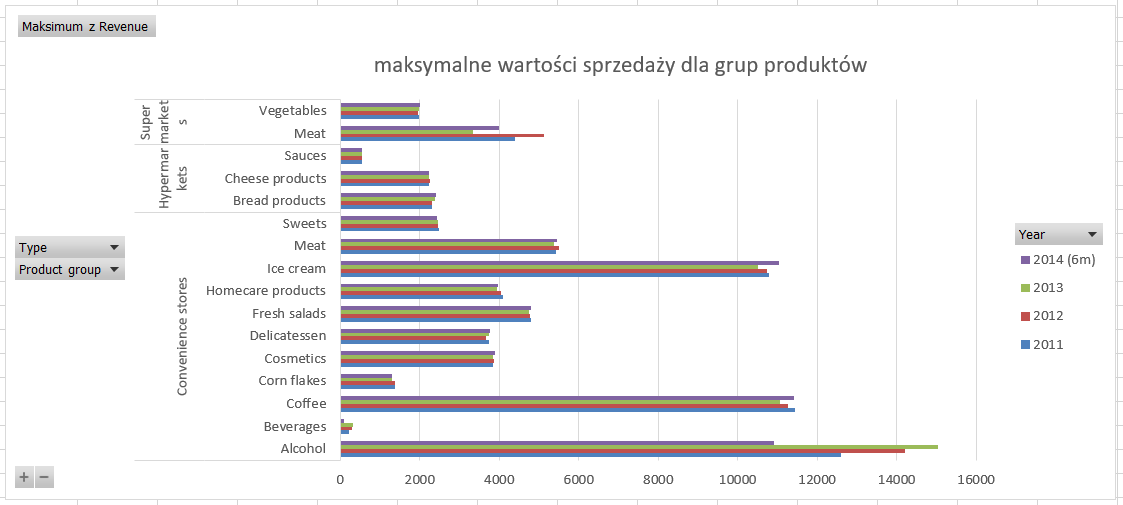 Maksimum z Revenue
maksymalne wartości sprzedaży dla grup produktów
Super
market
s
Vegetables
Meat
Hypermar
kets
Sauces
Cheese products
Bread products
Convenience stores
Sweets
Meat
Ice cream
Homecare products
Fresh salads
Delicatessen
Cosmetics
Corn flakes
Coffee
Beverages
Alcohol
0 2000 4000 6000 8000 10000 12000 14000 16000
Type
Product group
Year
2014 (6m)
2013
2012
2011
+ −